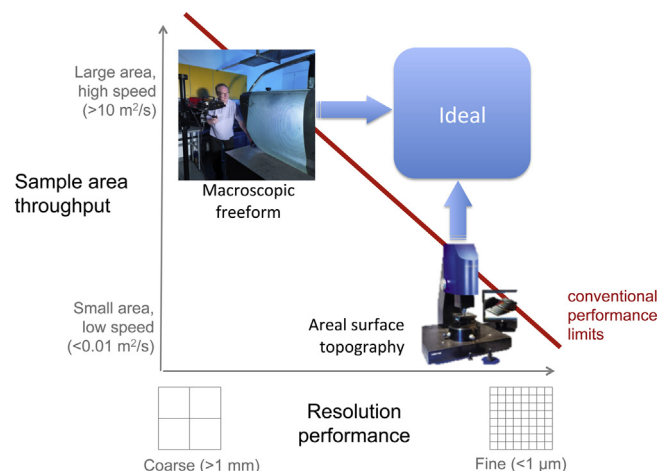 Large area,
high speed
(>10 m²/s)
Ideal
Sample area
throughput
Macroscopic
freeform
Small area,
low speed
(<0.01 m²/s)
Areal surface
topography
conventional
performance
limits
Resolution
performance
Coarse (>1 mm)
Fine (<1 µm)